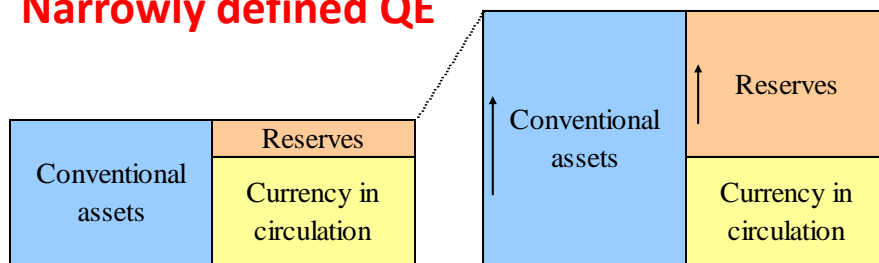 Narrowly defined QE
Conventional
assets
Reserves
Currency in
circulation
Conventional
assets
Reserves
Currency in
circulation